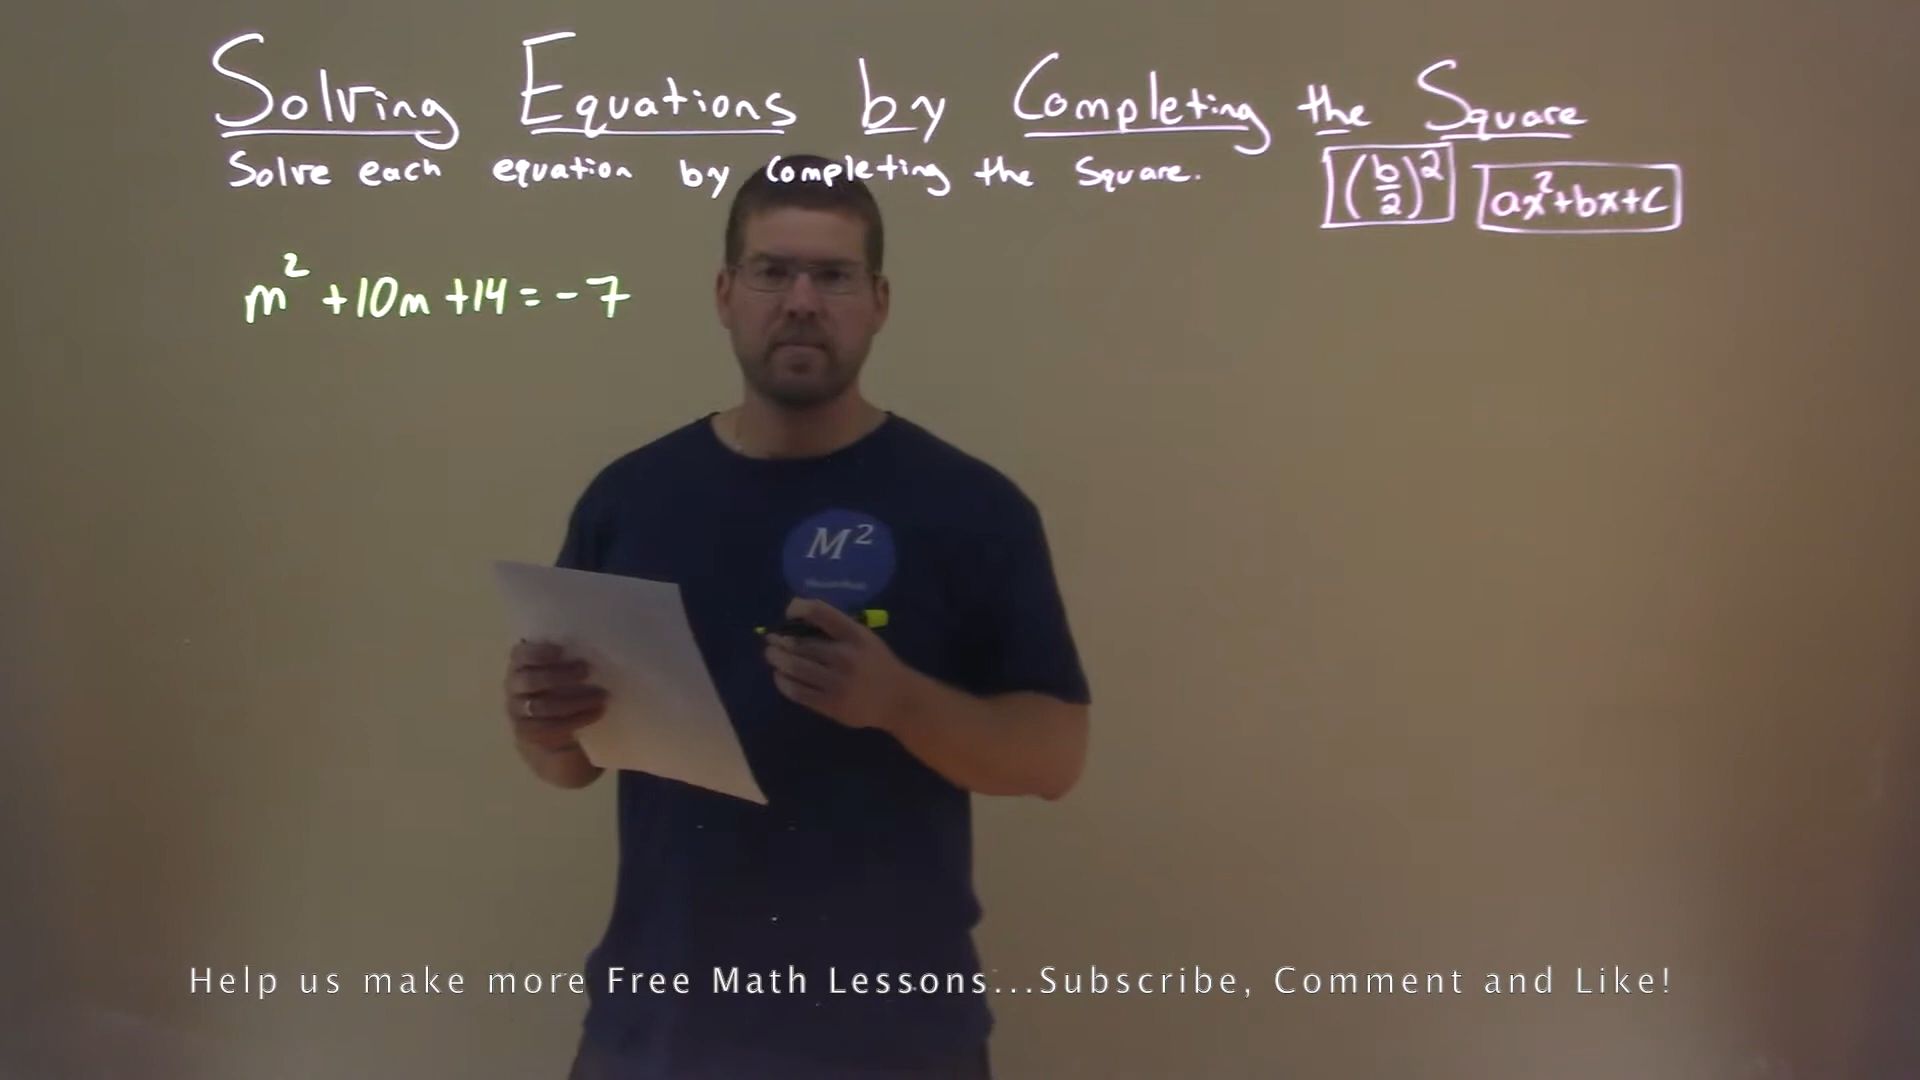 Solving Equations by Completing the Square
Solve each equation by Completing the Square.
(b/2)² ax²+bx+c
m² +10m +14 = -7
M²
Help us make more Free Math Lessons...Subscribe, Comment and Like!